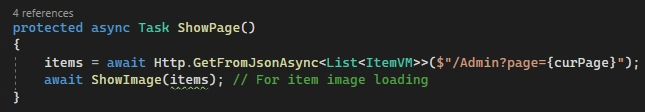 4 references
protected async Task ShowPage()
{
    items = await Http.GetFromJsonAsync<List<ItemVM>>($"/Admin?page={curPage}");
    await ShowImage(items); // For item image loading
}